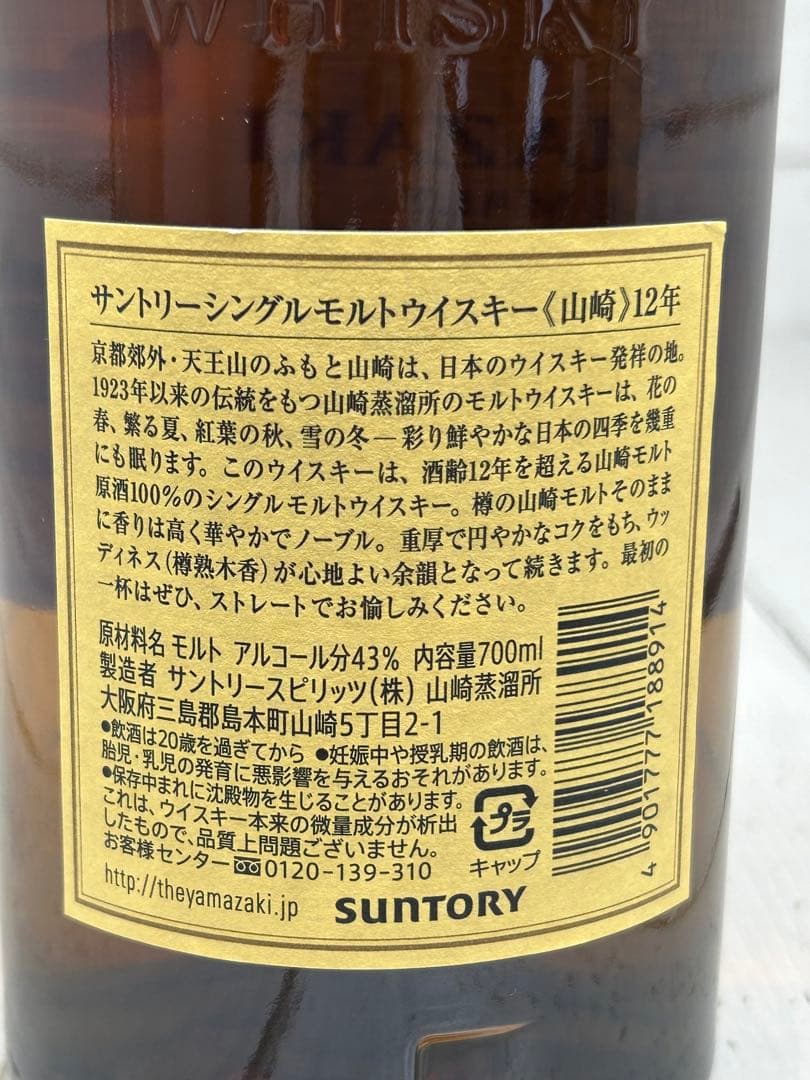 WHISKY
サントリーシングルモルトウイスキー《山崎》12年
京都郊外・天王山のふもと山崎は、日本のウイスキー発祥の地。
1923年以来の伝統をもつ山崎蒸溜所のモルトウイスキーは、花の
春、繁る夏、紅葉の秋、雪の冬—彩り鮮やかな日本の四季を幾重
にも眠ります。このウイスキーは、酒齢12年を超える山崎モルト
原酒100%のシングルモルトウイスキー。樽の山崎モルトそのまま
に香りは高く華やかでノーブル。重厚で円やかなコクをもち、ウッ
ディネス(樽熟木香)が心地よい余韻となって続きます。最初の
一杯はぜひ、ストレートでお愉しみください。
原材料名 モルト アルコール分43% 内容量700ml
製造者 サントリースピリッツ(株) 山崎蒸溜所
大阪府三島郡島本町山崎5丁目2-1
●飲酒は20歳を過ぎてから ●妊娠中や授乳期の飲酒は、
胎児・乳児の発育に悪影響を与えるおそれがあります。
●保存中まれに沈殿物を生じることがあります。
これは、ウイスキー本来の微量成分が析出
したもので、品質上問題ございません。
お客様センター 0120-139-310
http://theyamazaki.jp
SUNTORY
プラ
キャップ
4 901777 188914